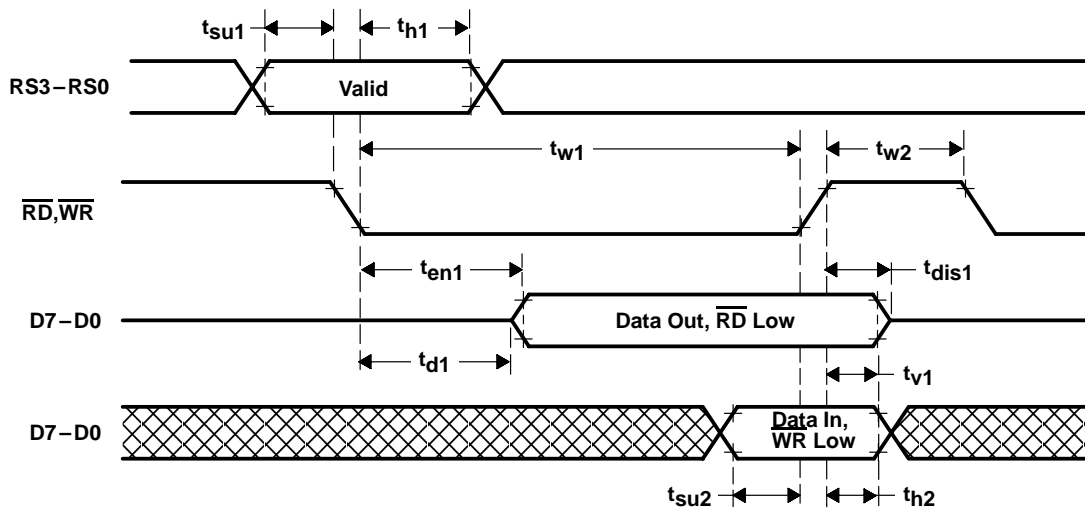 tsu1 th1
RS3–RS0 Valid
tw1 tw2
RD,WR
ten1 tdis1
D7–D0 Data Out, RD Low
td1 tv1
D7–D0 Data In,
WR Low
tsu2 th2